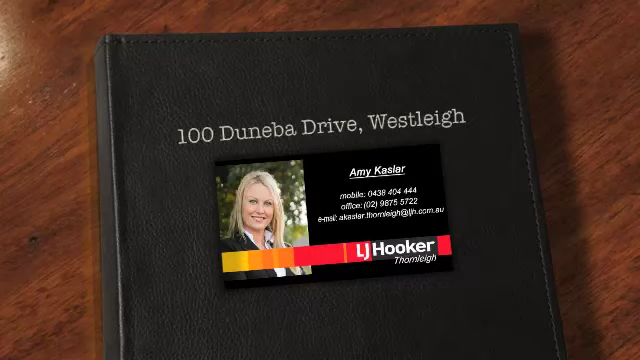 100 Duneba Drive, Westleigh
Amy Kaslar
mobile: 0438 404 444
office: (02) 9875 5722
e-mail: akaslar.thornleigh@ljh.com.au
LJ Hooker
Thornleigh